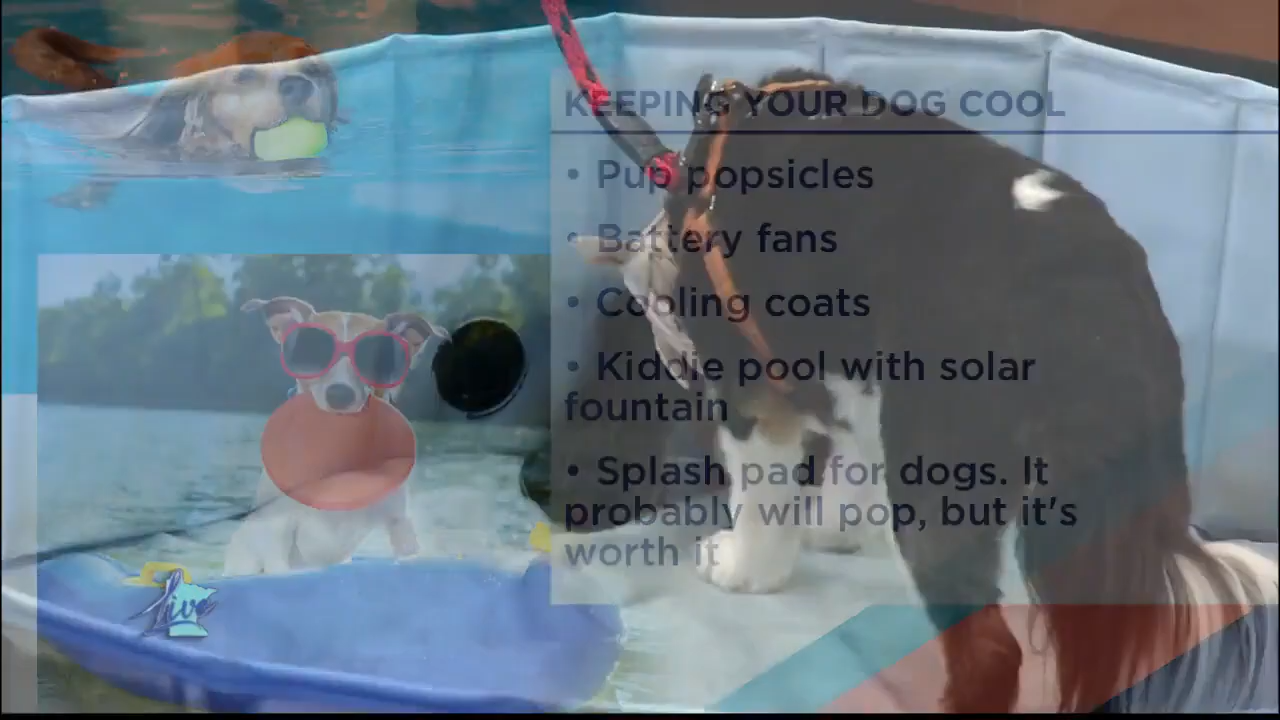 KEEPING YOUR DOG COOL
• Pup popsicles
• Battery fans
• Cooling coats
• Kiddie pool with solar
fountain
• Splash pad for dogs. It
probably will pop, but it's
worth it
Live